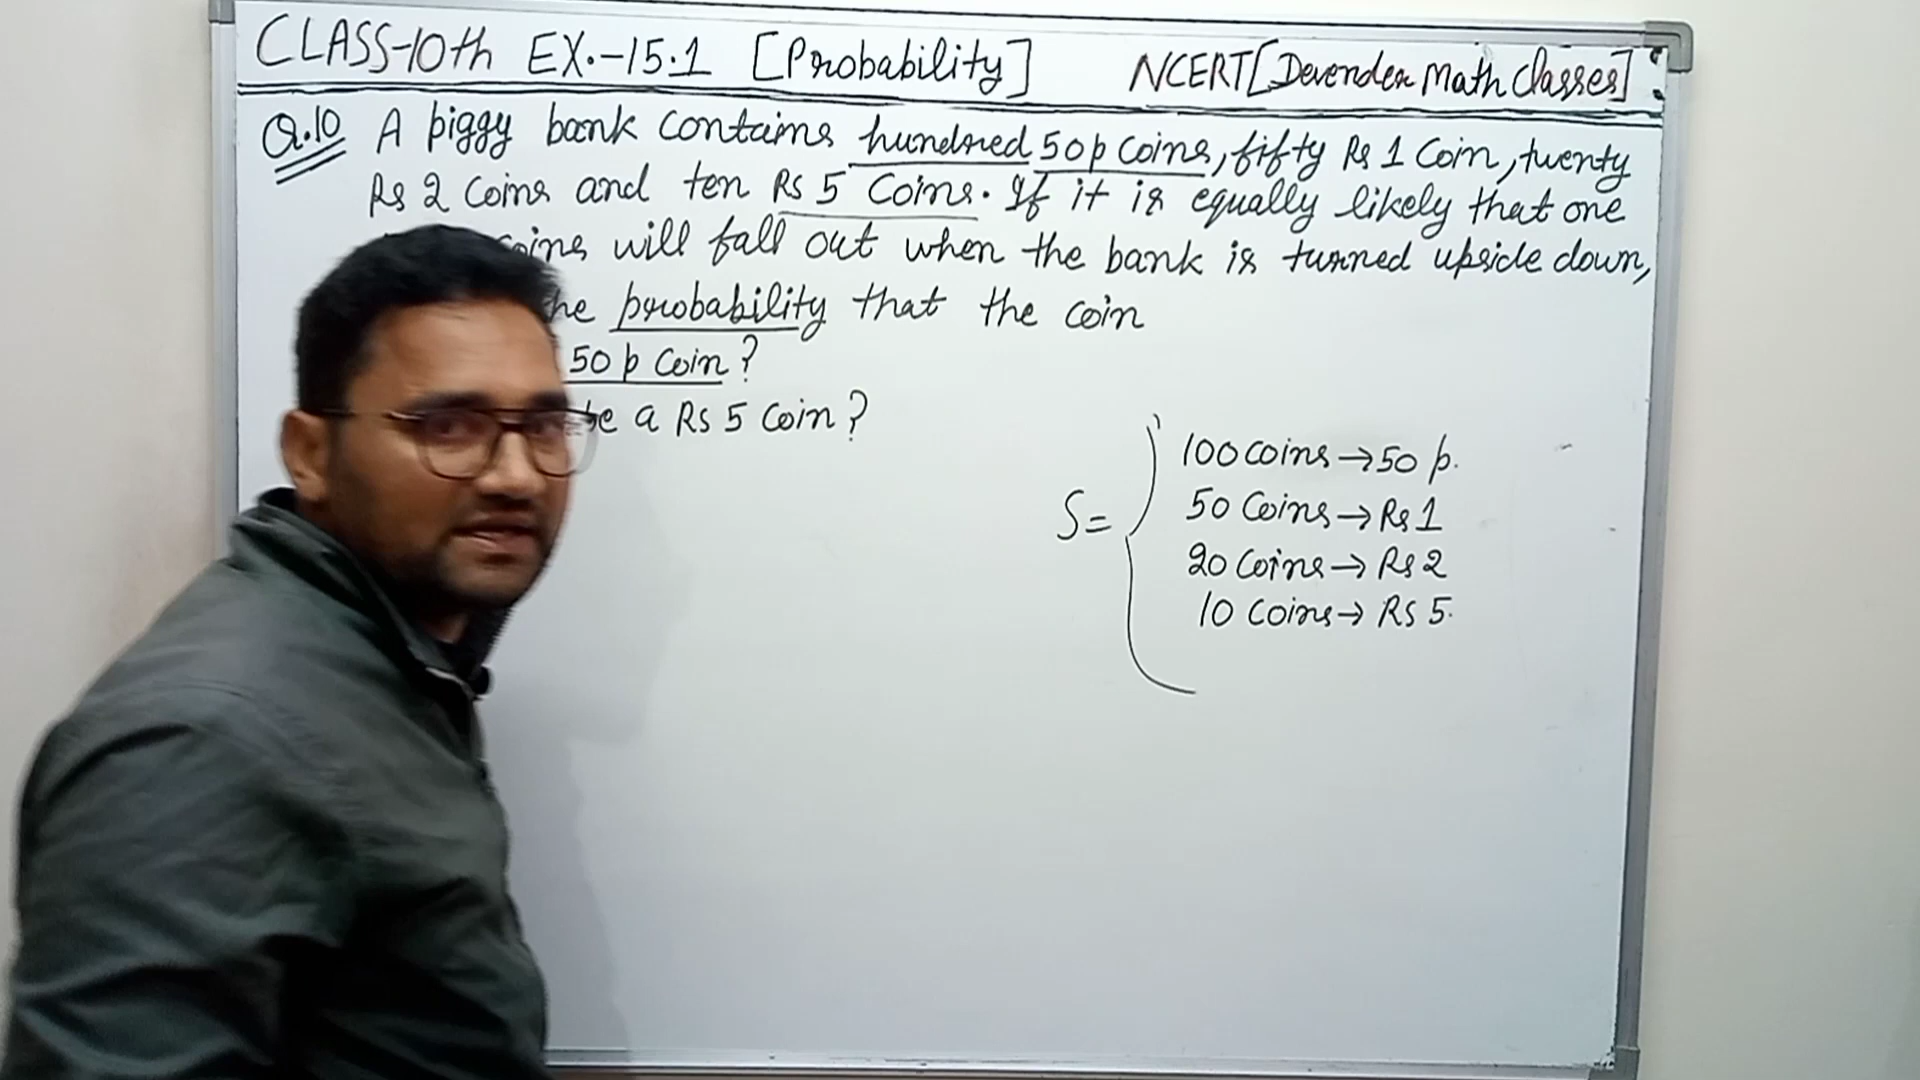 CLASS-10th EX.-15.1 [Probability] NCERT [Devender Math Classes]
Q.10 A piggy bank contains hundred 50p coins, fifty Rs 1 Coin, twenty
Rs 2 Coins and ten Rs 5 Coins. If it is equally likely that one
will fall out when the bank is turned upside down,
probability that the coin
50 p Coin?
be a Rs 5 Coin?
S=
100 coins → 50 p.
50 Coins → Rs 1
20 Coins → Rs 2
10 Coins → Rs 5.